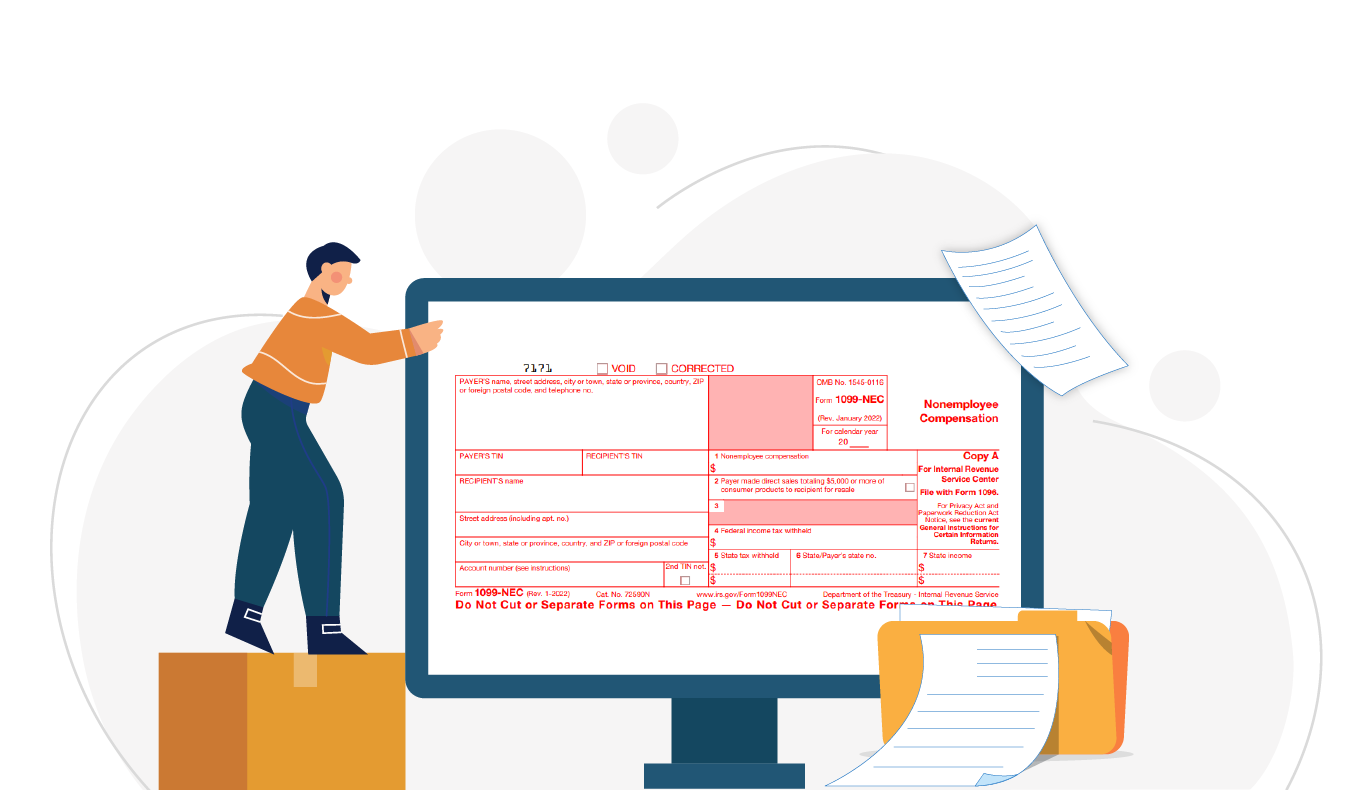 7171 VOID CORRECTED
PAYER'S name, street address, city or town, state or province, country, ZIP
or foreign postal code, and telephone no.
OMB No. 1545-0116
Form 1099-NEC
(Rev. January 2022)
For calendar year
20
Nonemployee
Compensation
PAYER'S TIN
RECIPIENT'S TIN
1 Nonemployee compensation
$
Copy A
For Internal Revenue
Service Center
File with Form 1096.
For Privacy Act and
Paperwork Reduction Act
Notice, see the current
General Instructions for
Certain Information
Returns.
RECIPIENT'S name
2 Payer made direct sales totaling $5,000 or more of
consumer products to recipient for resale
3
Street address (including apt. no.)
4 Federal income tax withheld
$
City or town, state or province, country, and ZIP or foreign postal code
5 State tax withheld
6 State/Payer's state no.
7 State income
$
$
$
$
Account number (see instructions)
2nd TIN not.
Form 1099-NEC (Rev. 1-2022) Cat. No. 72590N www.irs.gov/Form1099NEC Department of the Treasury - Internal Revenue Service
Do Not Cut or Separate Forms on This Page — Do Not Cut or Separate Forms on This Page